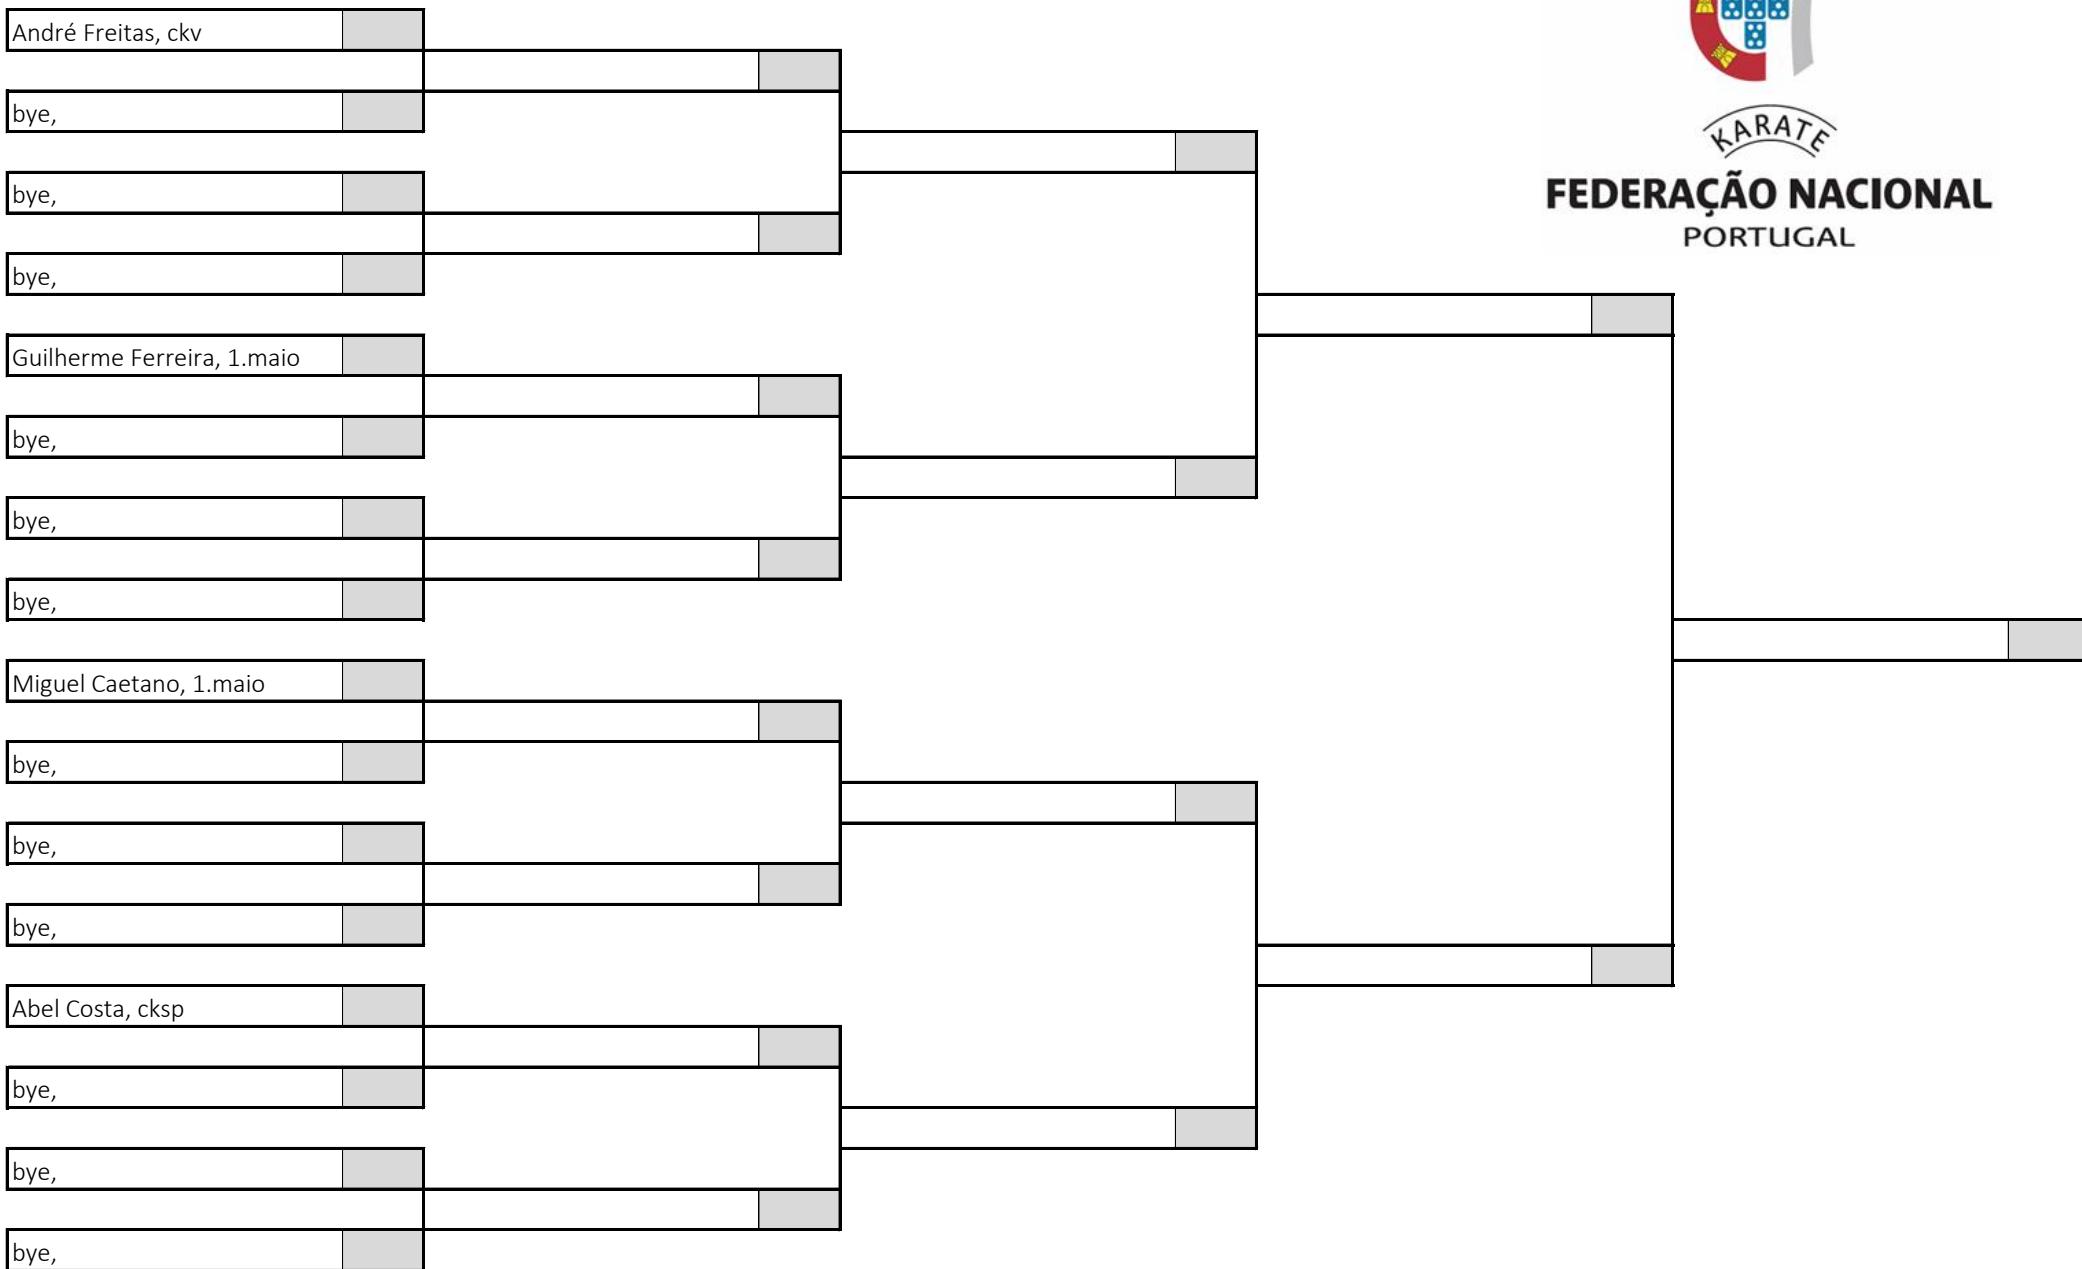 André Freitas, ckv
bye,
bye,
bye,
Guilherme Ferreira, 1.maio
bye,
bye,
bye,
Miguel Caetano, 1.maio
bye,
bye,
bye,
Abel Costa, cksp
bye,
bye,
bye,
KARATE
FEDERAÇÃO NACIONAL
PORTUGAL